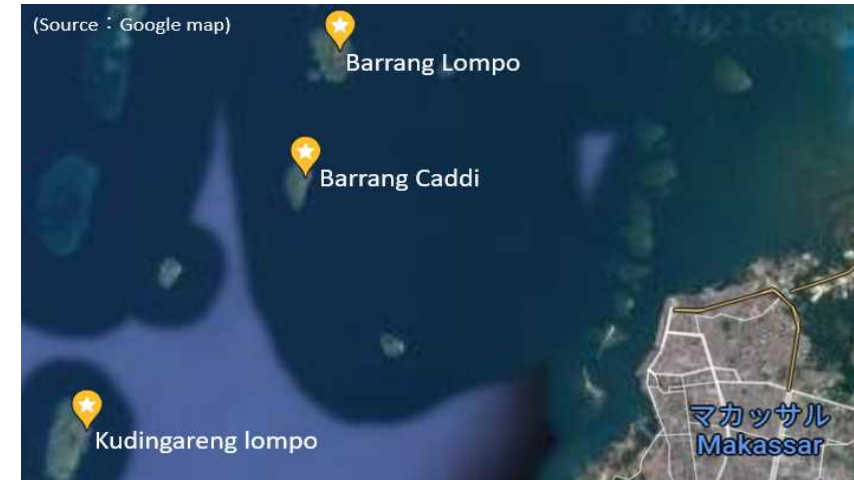 (Source：Google map)
Barrang Lompo
Barrang Caddi
Kudingareng lompo
マカッサル
Makassar